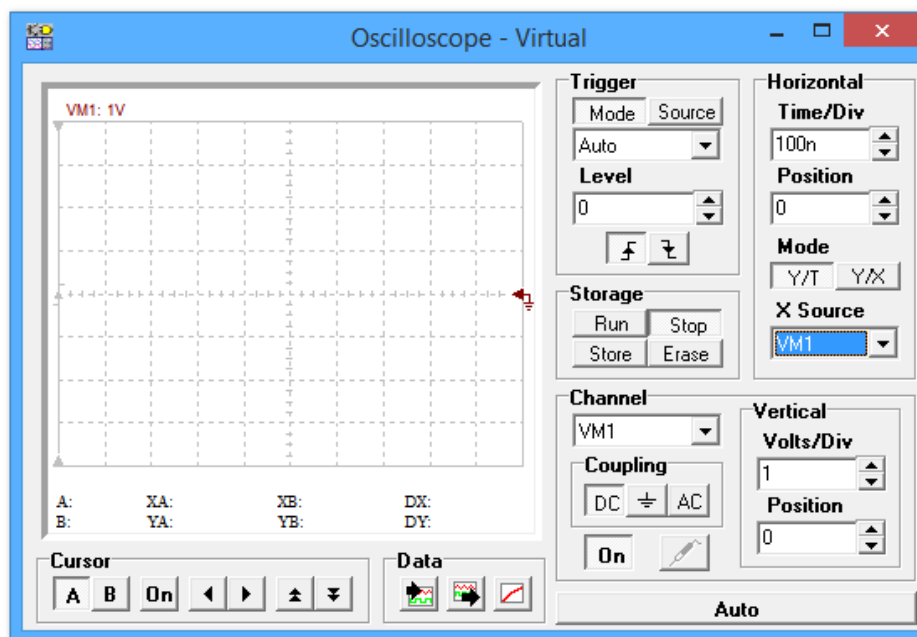 Oscilloscope - Virtual
VM1: 1V
A: XA: XB: DX:
B: YA: YB: DY:
Cursor
A B On
Data
Trigger
Mode Source
Auto
Level
0
Storage
Run Stop
Store Erase
Horizontal
Time/Div
100n
Position
0
Mode
Y/T Y/X
X Source
VM1
Channel
VM1
Coupling
DC AC
On
Vertical
Volts/Div
1
Position
0
Auto